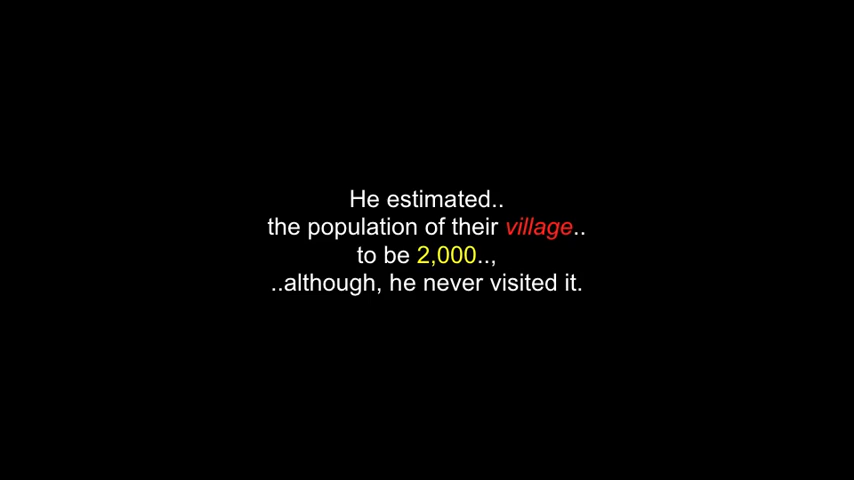 He estimated..
the population of their village..
to be 2,000..,
..although, he never visited it.